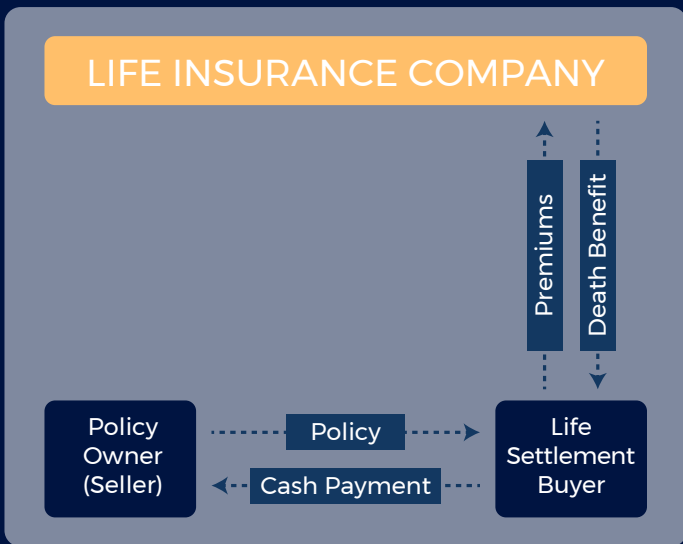 LIFE INSURANCE COMPANY
Premiums
Death Benefit
Policy
Owner
(Seller)
Policy
Cash Payment
Life
Settlement
Buyer